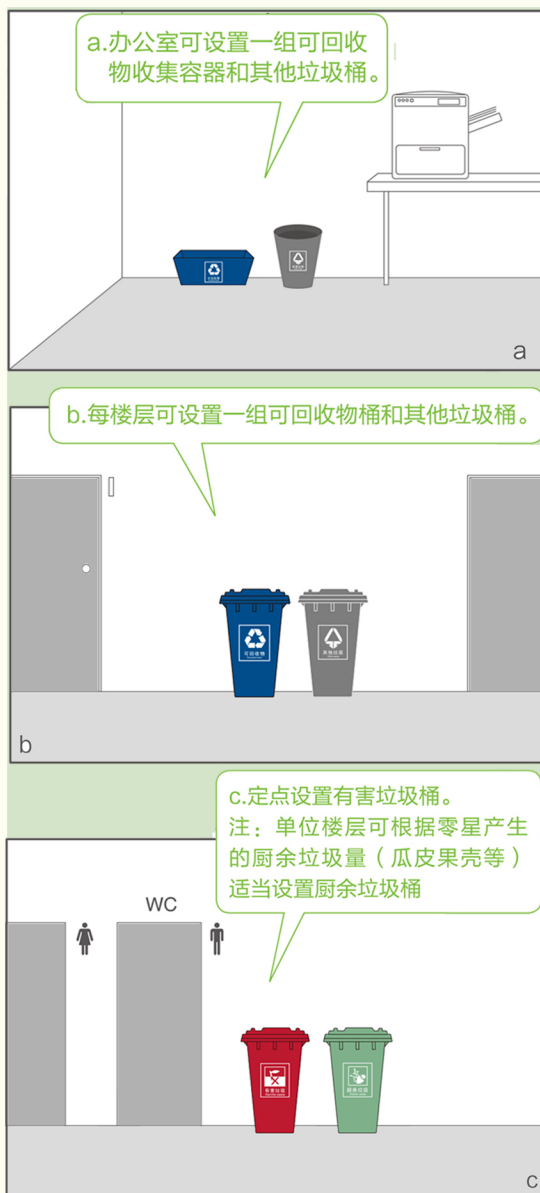 a.办公室可设置一组可回收
物收集容器和其他垃圾桶。
a
b.每楼层可设置一组可回收物桶和其他垃圾桶。
可回收物
其他垃圾
b
c.定点设置有害垃圾桶。
注：单位楼层可根据零星产生
的厨余垃圾量（瓜皮果壳等）
适当设置厨余垃圾桶
WC
有害垃圾
厨余垃圾
c